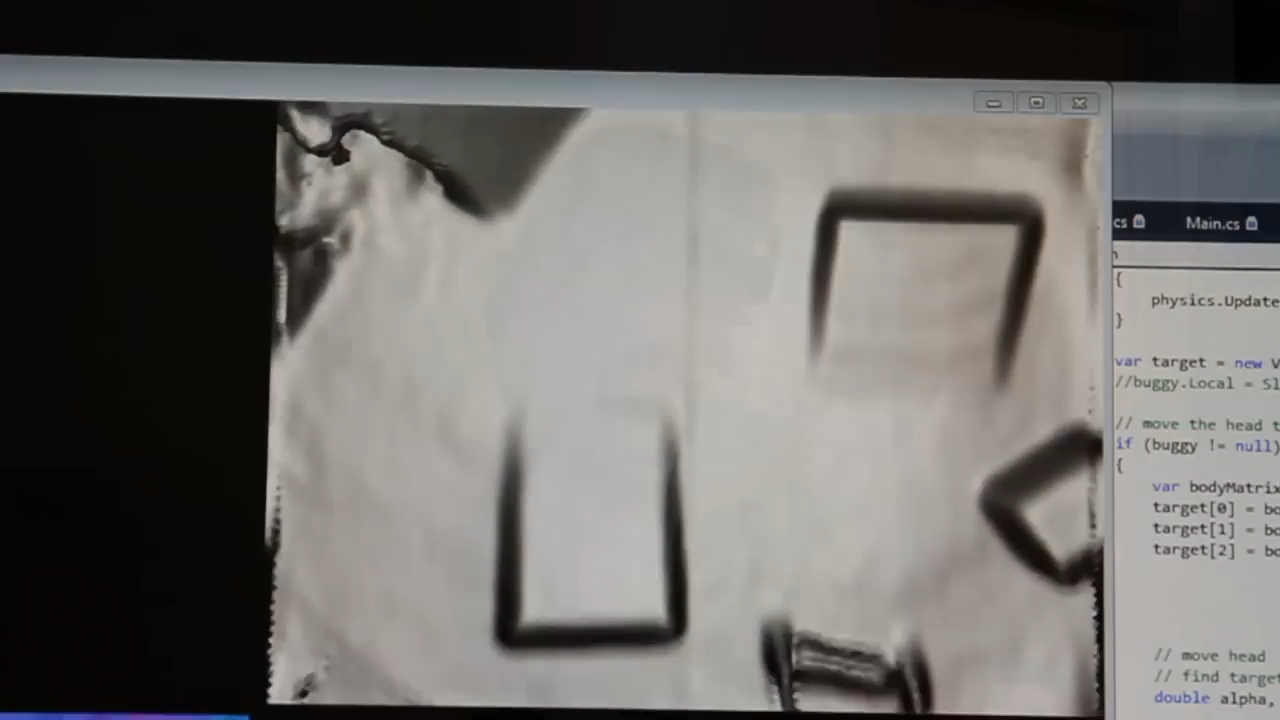 cs
Main.cs
{
physics.Update
}
var target = new V
//buggy.Local = Sl
// move the head t
if (buggy != null)
{
var bodyMatrix
target[0] = bo
target[1] = bo
target[2] = bo
// move head
// find target
double alpha,